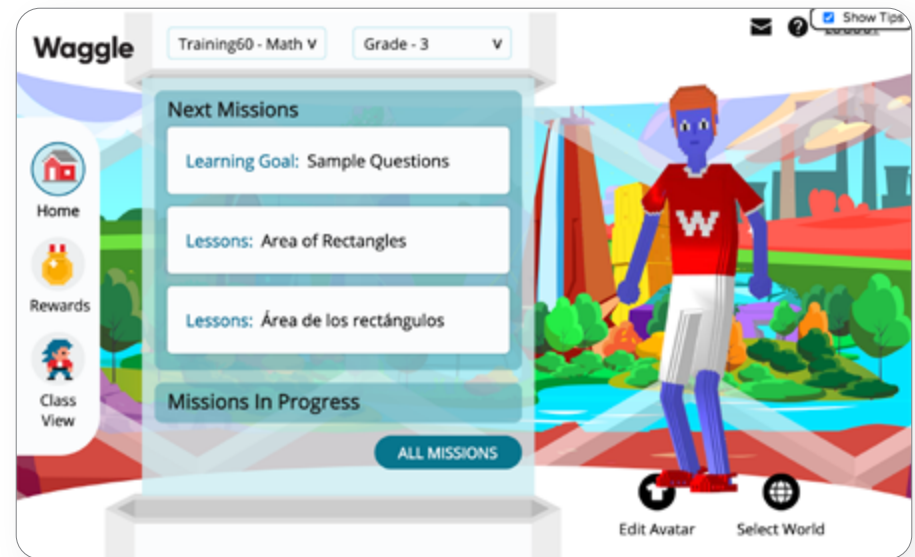 Waggle
Training60 - Math
Grade - 3
Show Tips
Next Missions
Learning Goal: Sample Questions
Lessons: Area of Rectangles
Lessons: Área de los rectángulos
Missions In Progress
ALL MISSIONS
Home
Rewards
Class
View
W
Edit Avatar
Select World